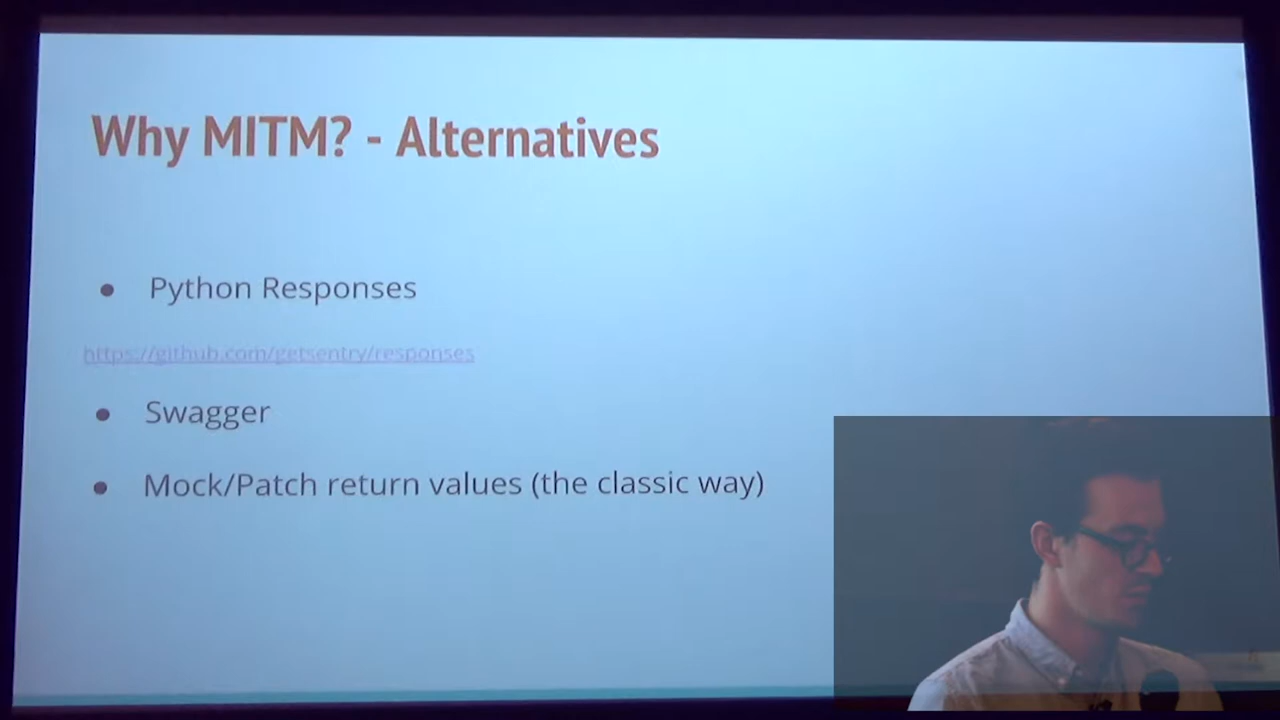 Why MITM? - Alternatives
● Python Responses
https://github.com/getsentry/responses
● Swagger
● Mock/Patch return values (the classic way)